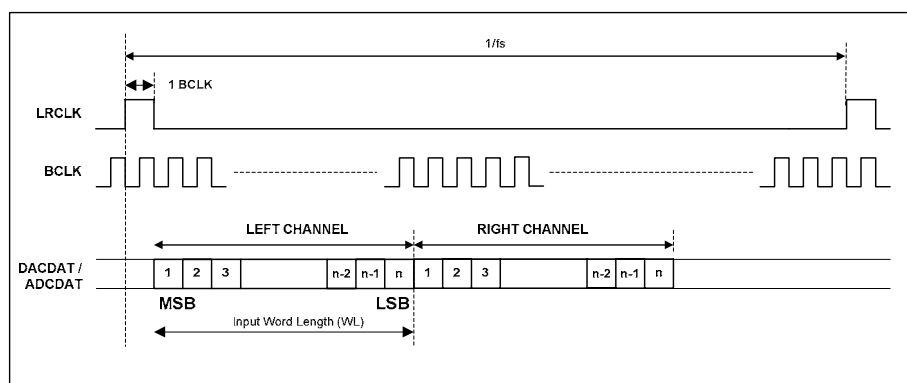 1/fs
1 BCLK
LRCLK
BCLK
LEFT CHANNEL RIGHT CHANNEL
DACDAT /
ADCDAT
1 2 3 n-2 n-1 n 1 2 3 n-2 n-1 n
MSB LSB
Input Word Length (WL)